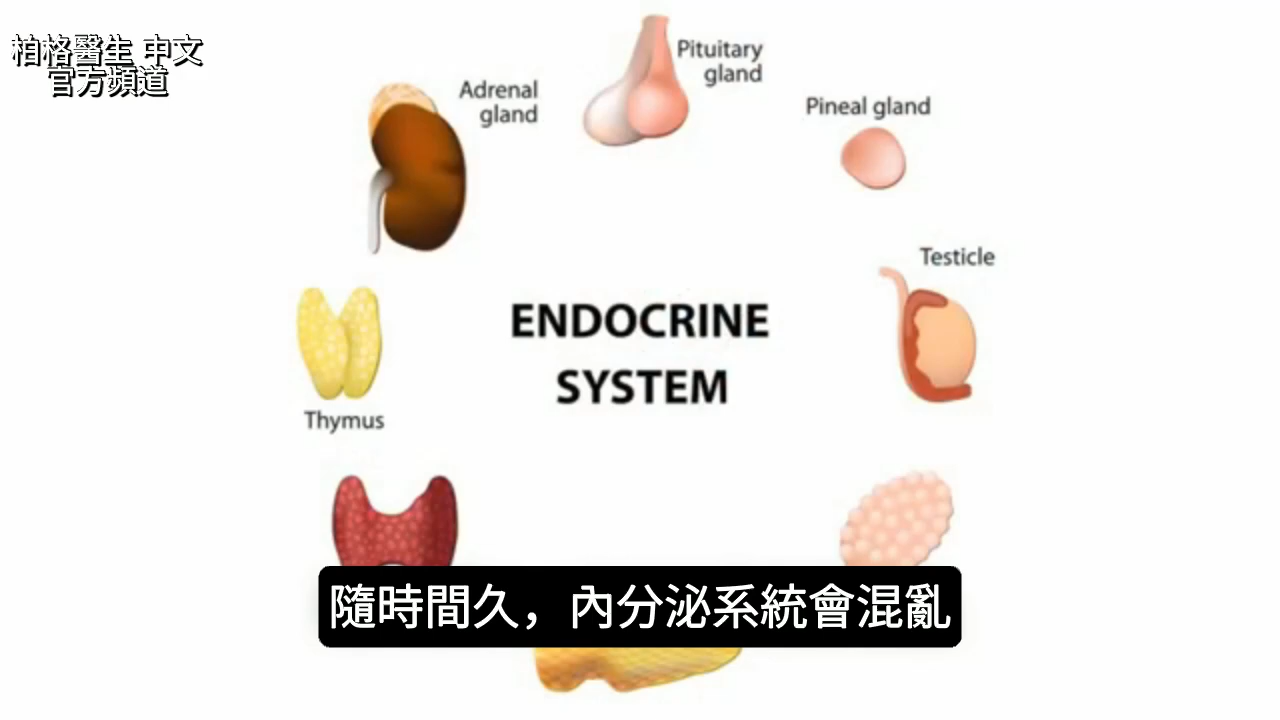 柏格醫生 中文
官方頻道
Pituitary
gland
Adrenal
gland
Pineal gland
Testicle
ENDOCRINE
SYSTEM
Thymus
隨時間久，內分泌系統會混亂